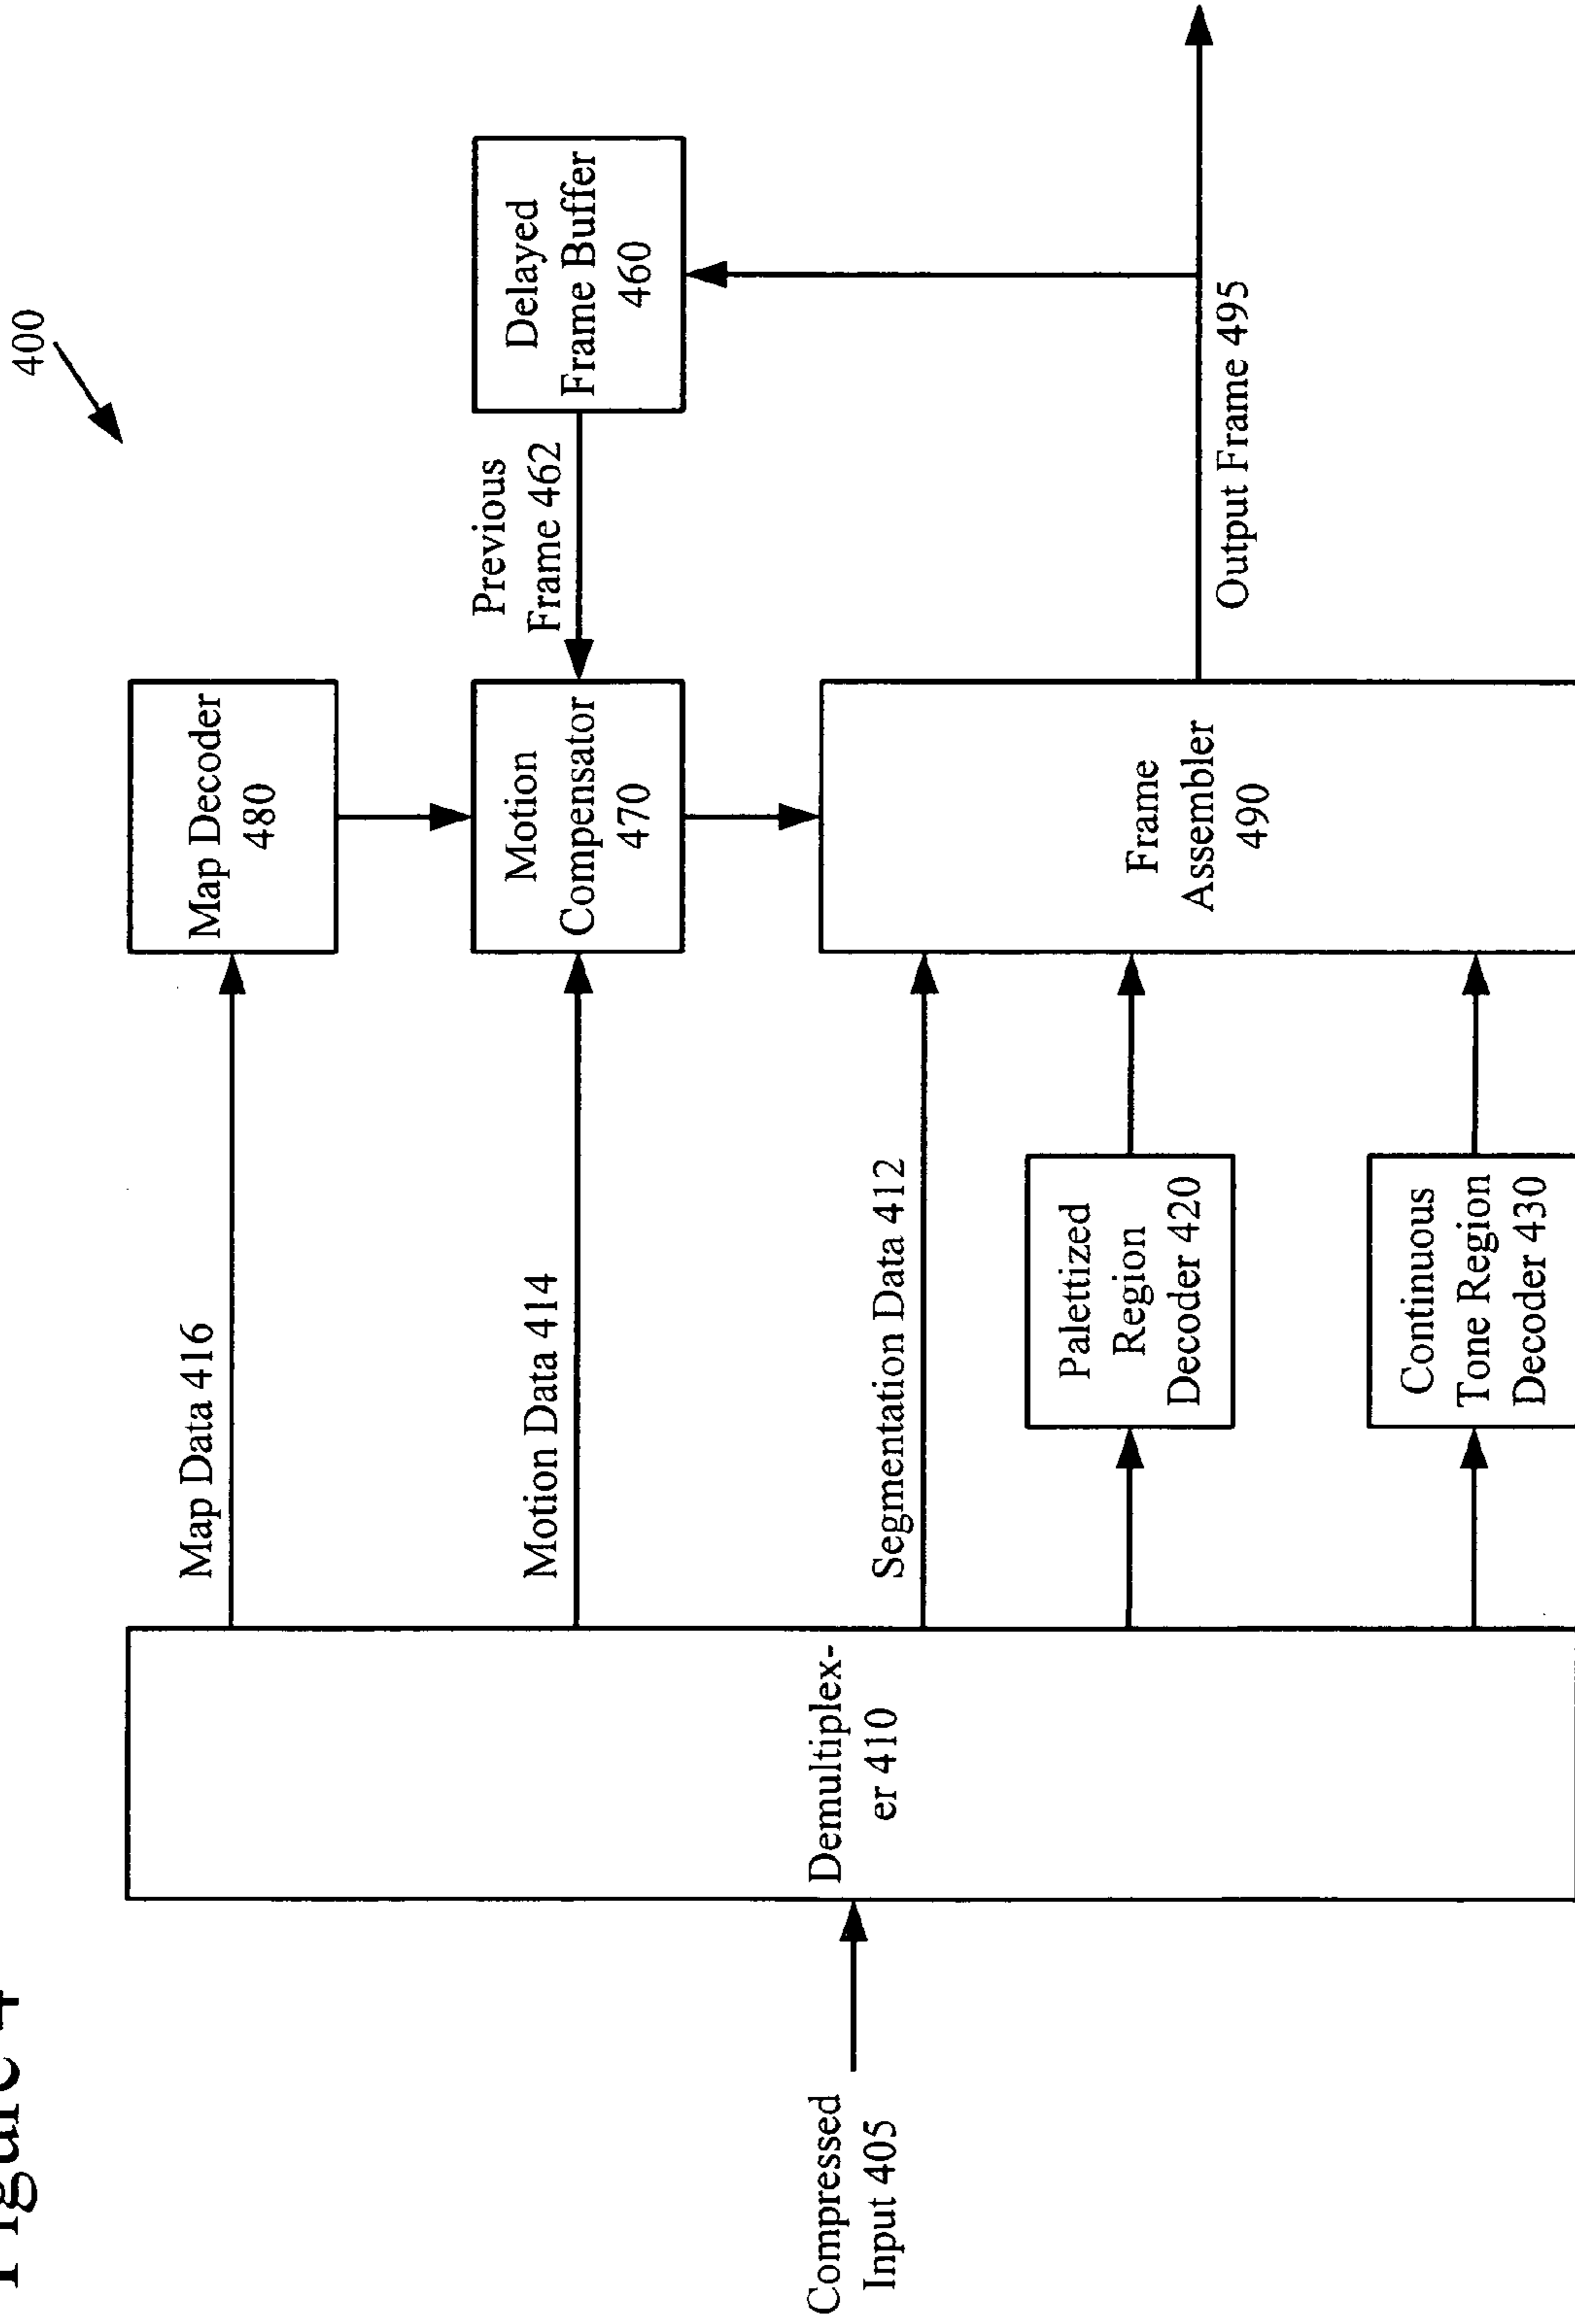 Figure 4
400
Compressed
Input 405
Demultiplex-
er 410
Map Data 416
Motion Data 414
Segmentation Data 412
Palettized
Region
Decoder 420
Continuous
Tone Region
Decoder 430
Map Decoder
480
Motion
Compensator
470
Frame
Assembler
490
Previous
Frame 462
Delayed
Frame Buffer
460
Output Frame 495